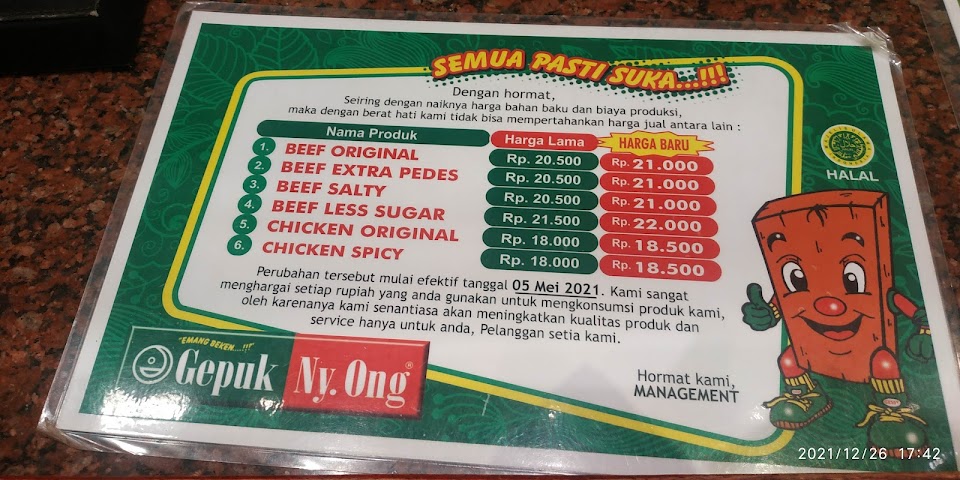 SEMUA PASTI SUKA...!!!
Dengan hormat,
Seiring dengan naiknya harga bahan baku dan biaya produksi,
maka dengan berat hati kami tidak bisa mempertahankan harga jual antara lain :
Nama Produk Harga Lama HARGA BARU
1. BEEF ORIGINAL Rp. 20.500 Rp. 21.000
2. BEEF EXTRA PEDES Rp. 20.500 Rp. 21.000
3. BEEF SALTY Rp. 20.500 Rp. 21.000
4. BEEF LESS SUGAR Rp. 21.500 Rp. 22.000
5. CHICKEN ORIGINAL Rp. 18.000 Rp. 18.500
6. CHICKEN SPICY Rp. 18.000 Rp. 18.500
HALAL
Perubahan tersebut mulai efektif tanggal 05 Mei 2021. Kami sangat
menghargai setiap rupiah yang anda gunakan untuk mengkonsumsi produk kami,
oleh karenanya kami senantiasa akan meningkatkan kualitas produk dan
service hanya untuk anda, Pelanggan setia kami.
"EMANG BEKEN....!!!"
Gepuk Ny. Ong®
Hormat kami,
MANAGEMENT
2021/12/26 17:42